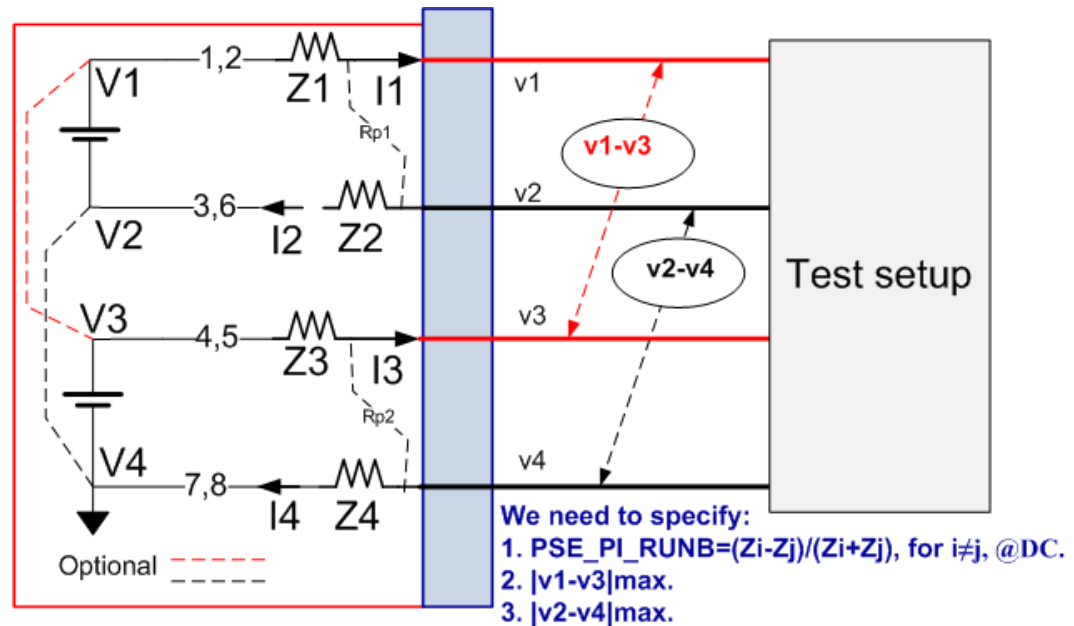 V1
1,2
Z1
I1
v1
Rp1
v1-v3
V2
3,6
I2
Z2
v2
v2-v4
Test setup
V3
4,5
Z3
I3
v3
Rp2
V4
7,8
I4
Z4
v4
Optional
We need to specify:
1. PSE_PI_RUNB=(Zi-Zj)/(Zi+Zj), for i≠j, @DC.
2. |v1-v3|max.
3. |v2-v4|max.